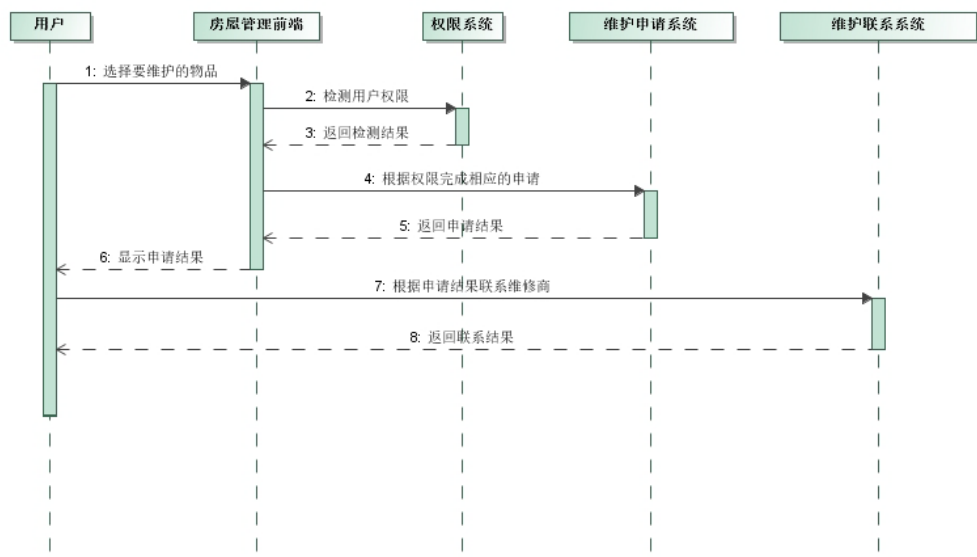 用户
房屋管理前端
权限系统
维护申请系统
维护联系系统
1: 选择要维护的物品
2: 检测用户权限
3: 返回检测结果
4: 根据权限完成相应的申请
5: 返回申请结果
6: 显示申请结果
7: 根据申请结果联系维修商
8: 返回联系结果